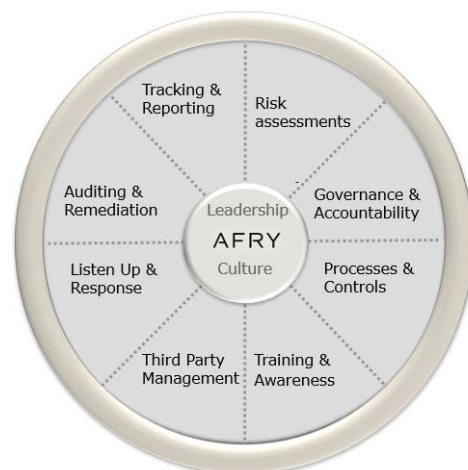 Tracking &
Reporting
Risk
assessments
Governance &
Accountability
Processes &
Controls
Training &
Awareness
Third Party
Management
Listen Up &
Response
Auditing &
Remediation
Leadership
AFRY
Culture